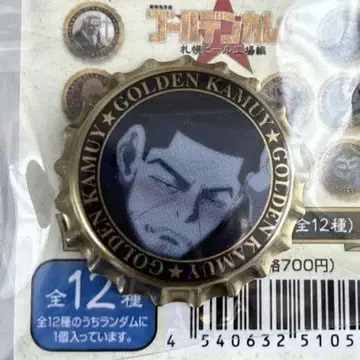 ゴールデンカムイ
札幌ビール工場編
★GOLDEN KAMUY★GOLDEN KAMUY
全12種)
格700円)
全12種
全12種のうちランダムに
1個入っています。
4 540632 5105